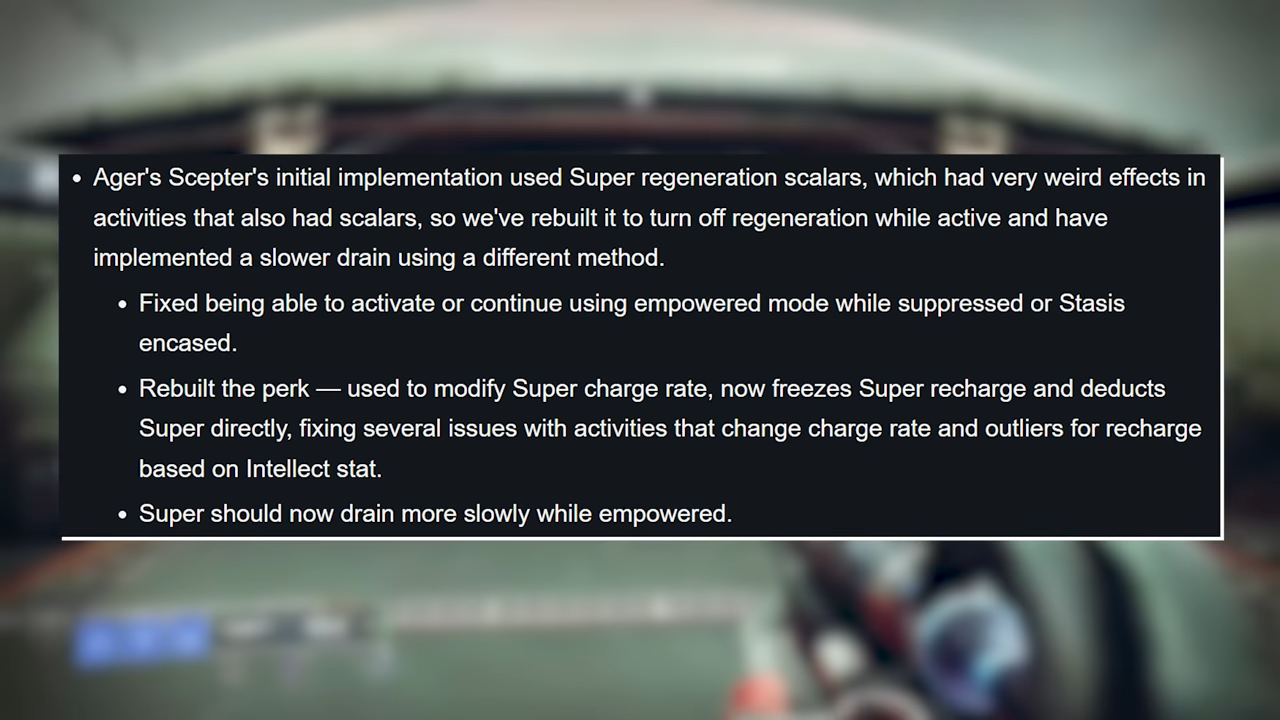 • Ager's Scepter's initial implementation used Super regeneration scalars, which had very weird effects in
activities that also had scalars, so we've rebuilt it to turn off regeneration while active and have
implemented a slower drain using a different method.
• Fixed being able to activate or continue using empowered mode while suppressed or Stasis
encased.
• Rebuilt the perk — used to modify Super charge rate, now freezes Super recharge and deducts
Super directly, fixing several issues with activities that change charge rate and outliers for recharge
based on Intellect stat.
• Super should now drain more slowly while empowered.